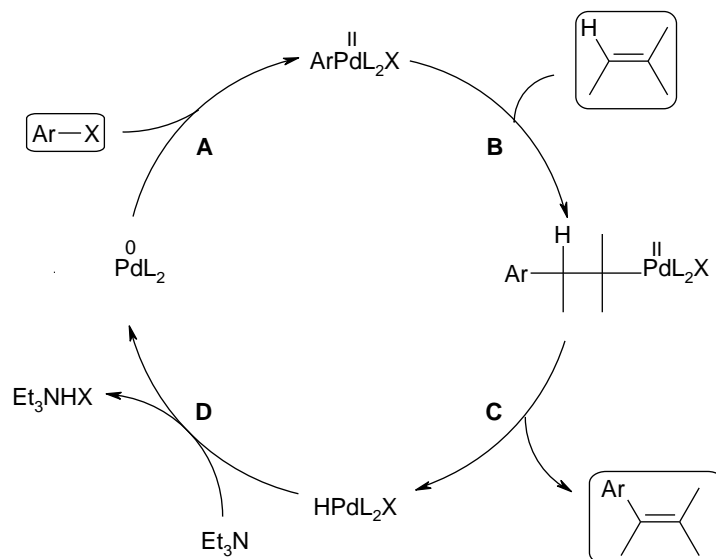 II
ArPdL2X
H
Ar—X
A
B
0
PdL2
H
Ar
II
PdL2X
Et3NHX
D
C
HPdL2X
Et3N
Ar